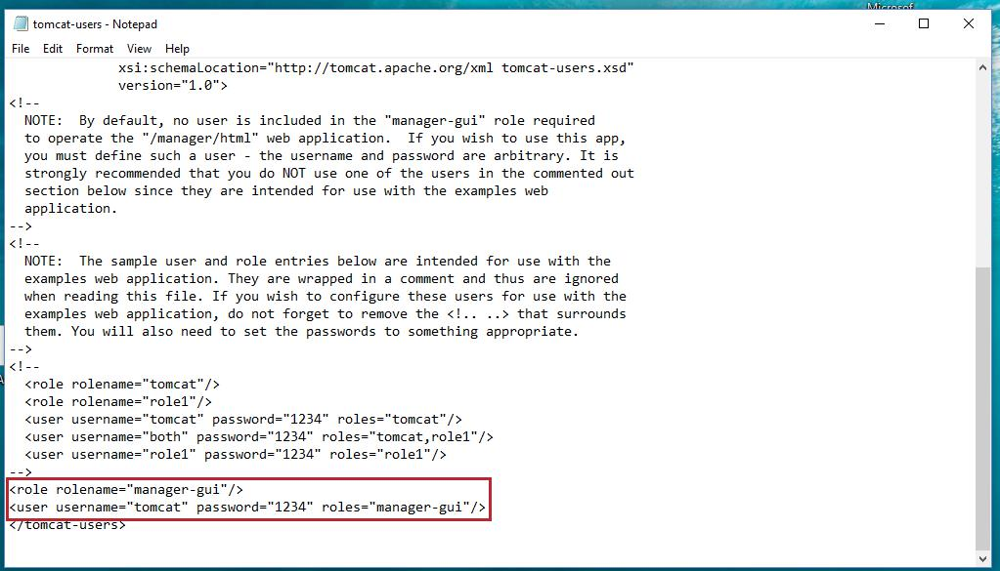 Microsof
tomcat-users - Notepad
File Edit Format View Help
xsi:schemaLocation="http://tomcat.apache.org/xml tomcat-users.xsd"
version="1.0">
<!--
NOTE:  By default, no user is included in the "manager-gui" role required
to operate the "/manager/html" web application.  If you wish to use this app,
you must define such a user - the username and password are arbitrary. It is
strongly recommended that you do NOT use one of the users in the commented out
section below since they are intended for use with the examples web
application.
-->
<!--
NOTE:  The sample user and role entries below are intended for use with the
examples web application. They are wrapped in a comment and thus are ignored
when reading this file. If you wish to configure these users for use with the
examples web application, do not forget to remove the <!.. ..> that surrounds
them. You will also need to set the passwords to something appropriate.
-->
<!--
<role rolename="tomcat"/>
<role rolename="role1"/>
<user username="tomcat" password="1234" roles="tomcat"/>
<user username="both" password="1234" roles="tomcat,role1"/>
<user username="role1" password="1234" roles="role1"/>
-->
<role rolename="manager-gui"/>
<user username="tomcat" password="1234" roles="manager-gui"/>
</tomcat-users>